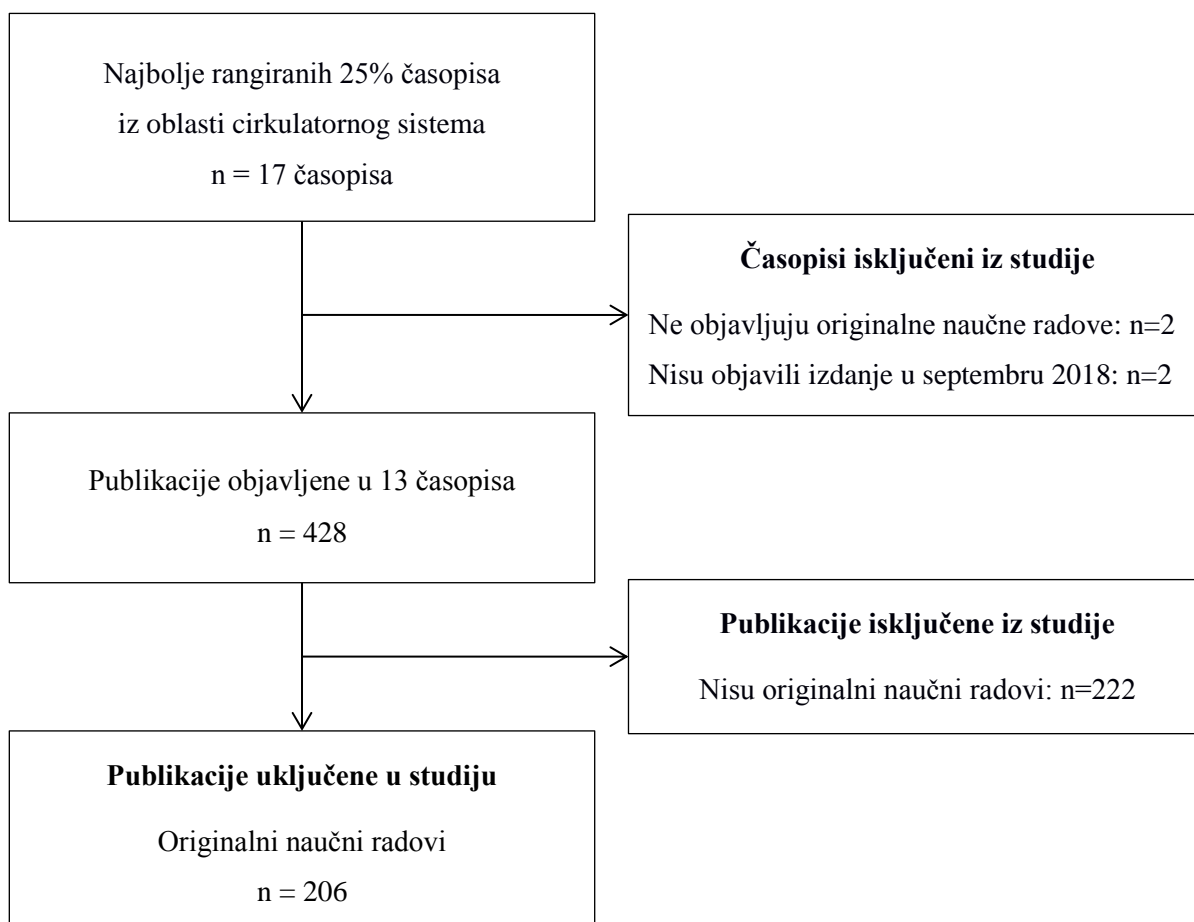 Najbolje rangiranih 25% časopisa
iz oblasti cirkulatornog sistema
n = 17 časopisa
Časopisi isključeni iz studije
Ne objavljuju originalne naučne radove: n=2
Nisu objavili izdanje u septembru 2018: n=2
Publikacije objavljene u 13 časopisa
n = 428
Publikacije isključene iz studije
Nisu originalni naučni radovi: n=222
Publikacije uključene u studiju
Originalni naučni radovi
n = 206